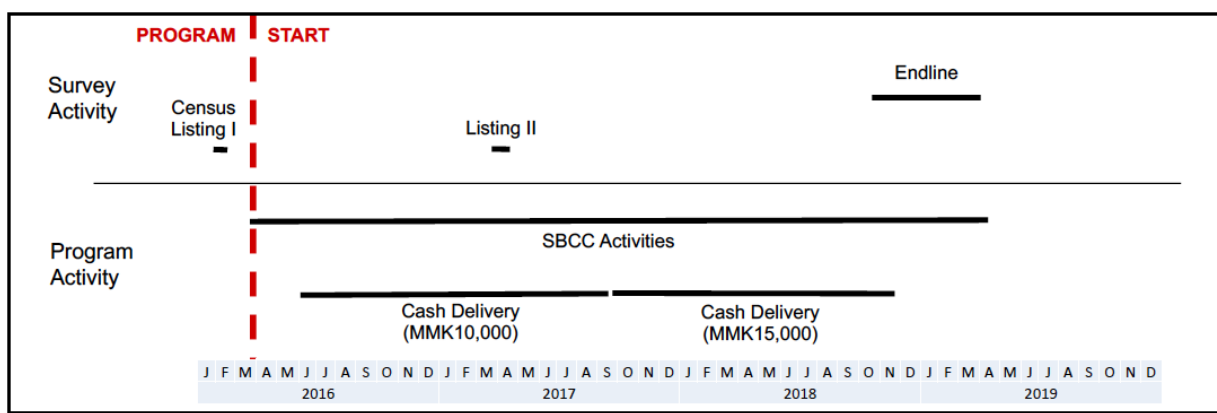 PROGRAM START
Survey
Activity
Census
Listing I
Listing II
Endline
Program
Activity
SBCC Activities
Cash Delivery
(MMK10,000)
Cash Delivery
(MMK15,000)
J F M A M J J A S O N D J F M A M J J A S O N D J F M A M J J A S O N D J F M A M J J A S O N D
2016 2017 2018 2019